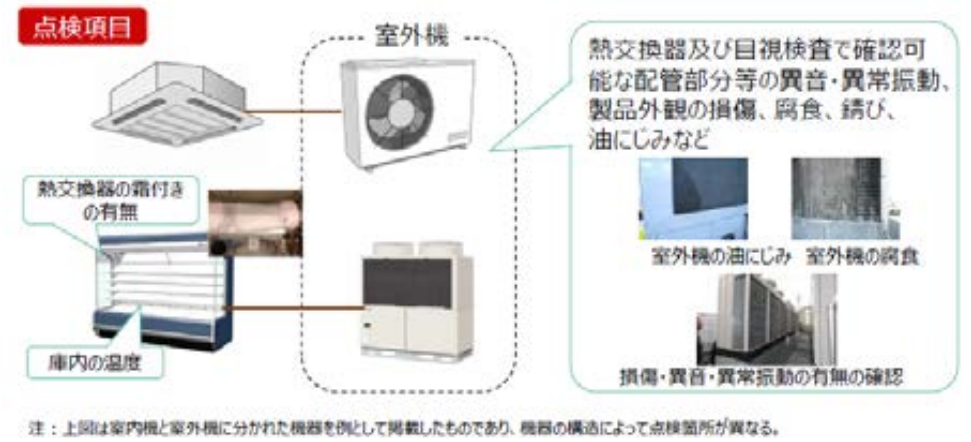 点検項目
室外機
熱交換器及び目視検査で確認可
能な配管部分等の異音・異常振動、
製品外観の損傷、腐食、錆び、
油にじみなど
熱交換器の霜付き
の有無
室外機の油にじみ
室外機の腐食
庫内の温度
損傷・異音・異常振動の有無の確認
注：上図は室内機と室外機に分かれた機器を例として掲載したものであり、機器の構造によって点検箇所が異なる。